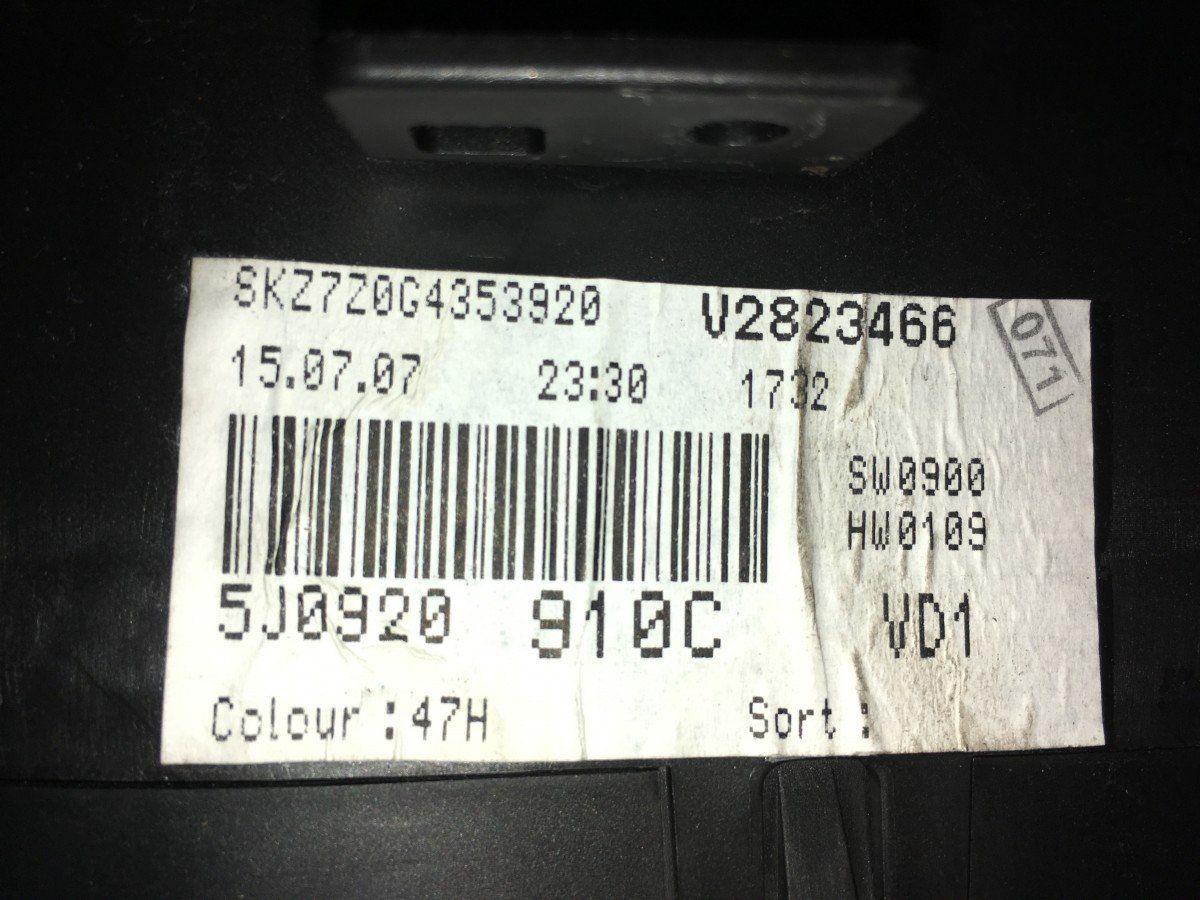 SKZ7Z0G4353920 V2823466
071
15.07.07 23:30 1732
SW0900
HW0109
5J0920 910C VD1
Colour :47H Sort :